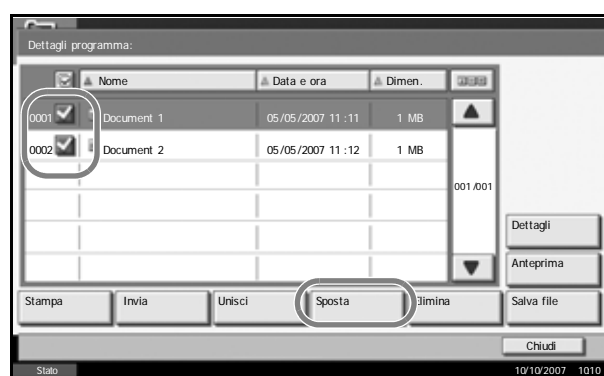 Dettagli programma:
Nome Data e ora Dimen.
0001 Document 1 05/05/2007 11:11 1 MB
0002 Document 2 05/05/2007 11:12 1 MB
001/001
Dettagli
Anteprima
Stampa Invia Unisci Sposta Elimina Salva file
Chiudi
Stato 10/10/2007 1010